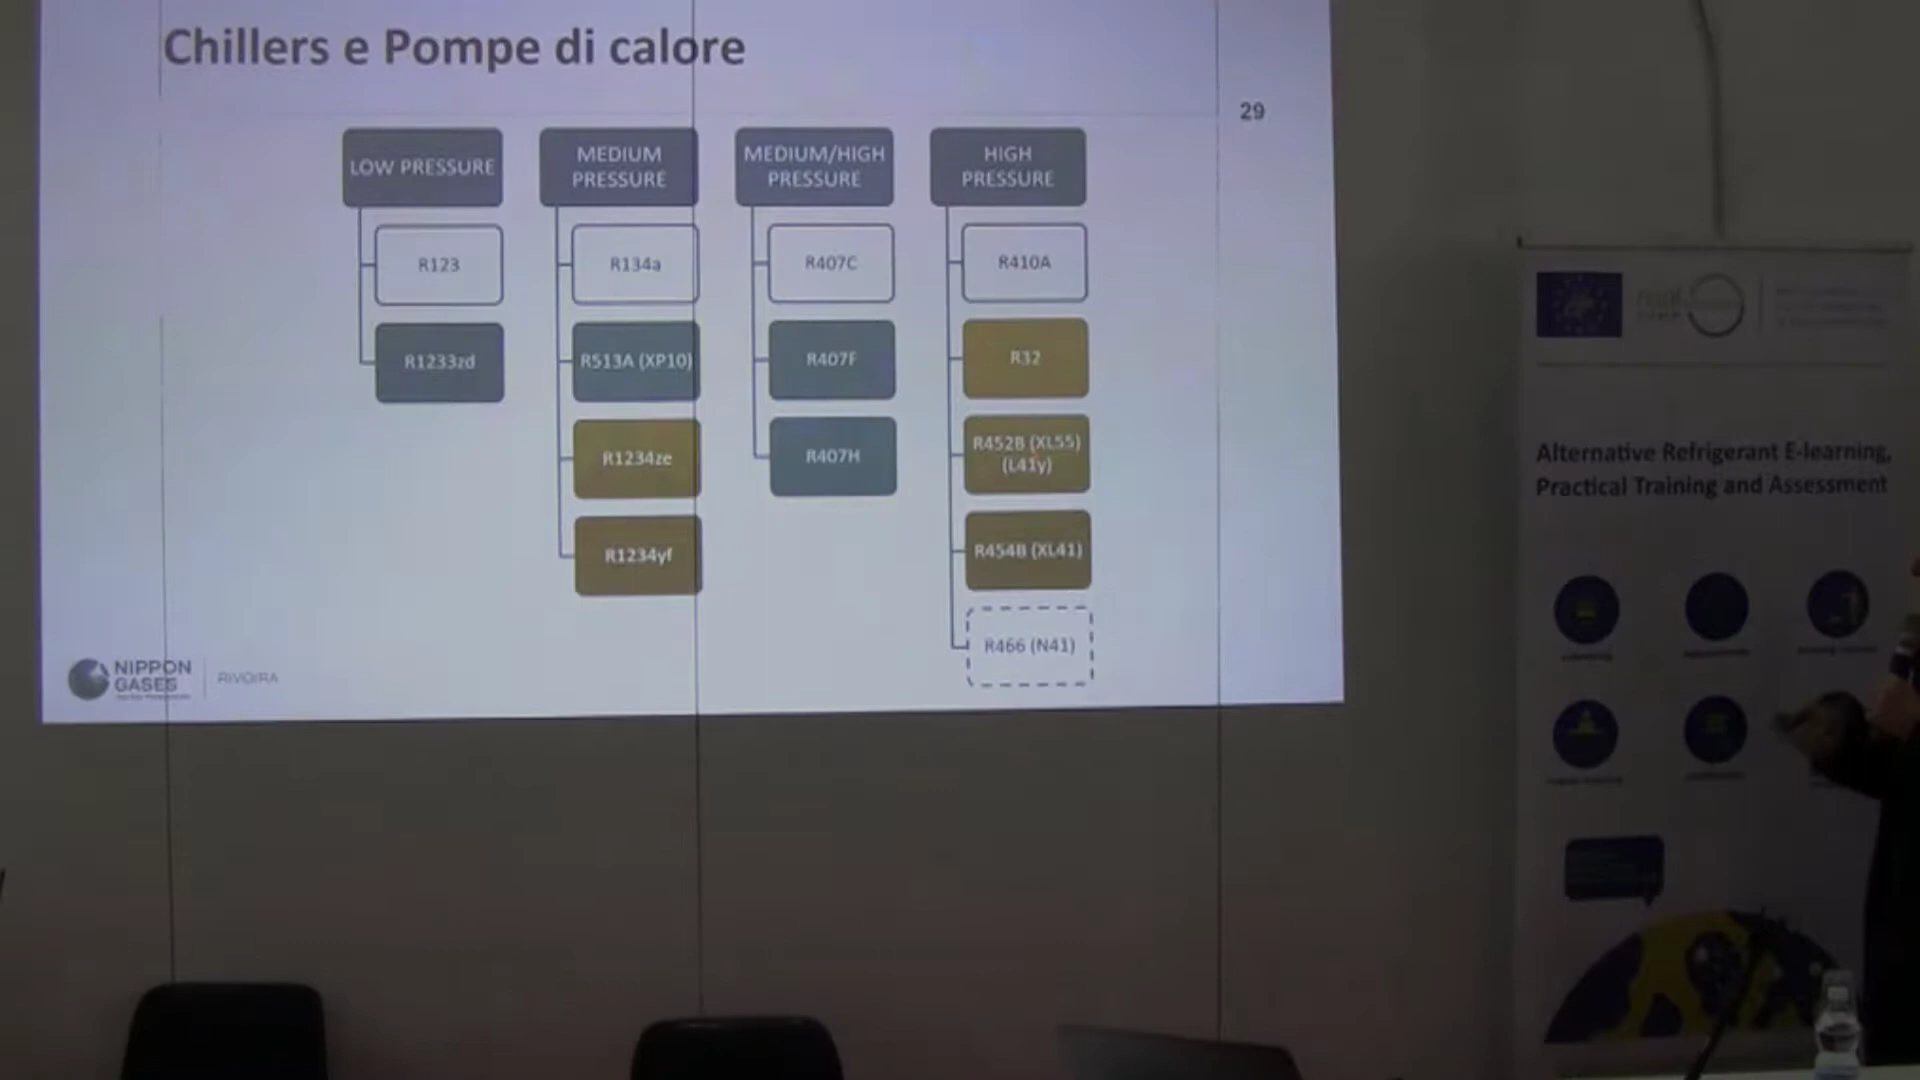 Chillers e Pompe di calore
29
LOW PRESSURE
R123
R1233zd
MEDIUM
PRESSURE
R134a
R513A (XP10)
R1234ze
R1234yf
MEDIUM/HIGH
PRESSURE
R407C
R407F
R407H
HIGH
PRESSURE
R410A
R32
R452B (XL55)
(L41y)
R454B (XL41)
R466 (N41)
NIPPON
GASES
RIVOIRA
Alternative Refrigerant E-learning,
Practical Training and Assessment